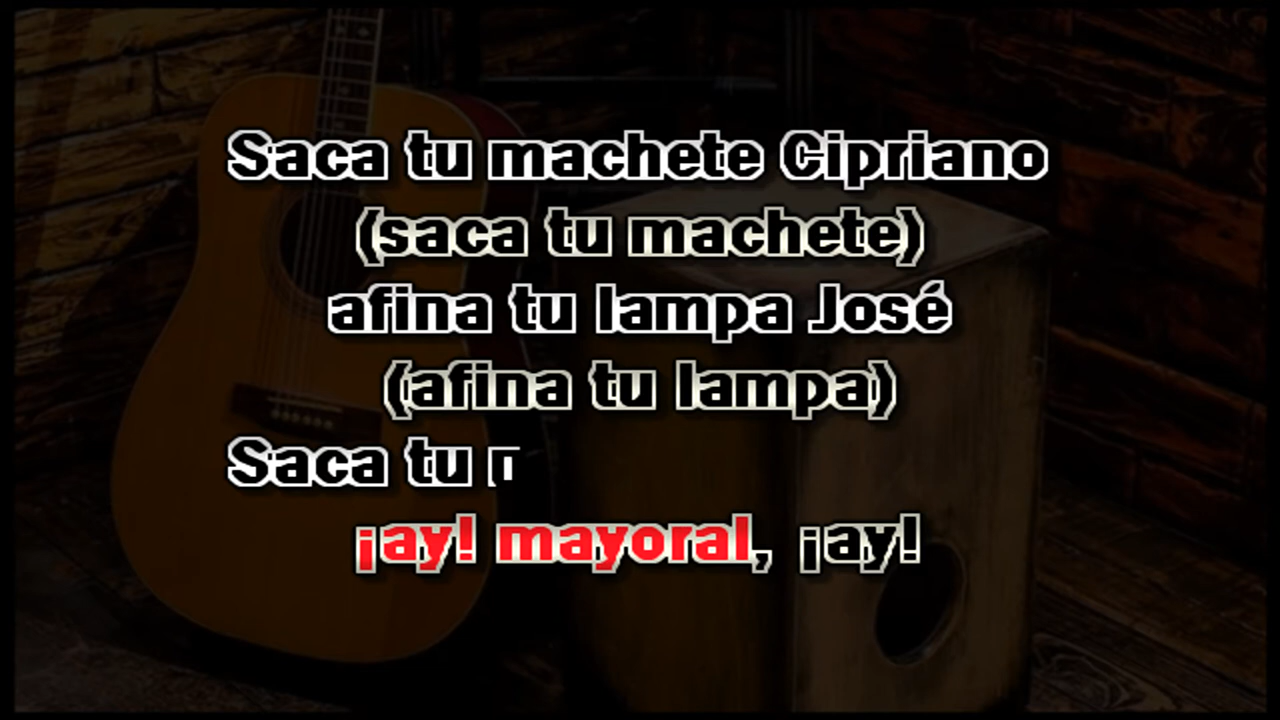 Saca tu machete Cipriano
(saca tu machete)
afina tu lampa José
(afina tu lampa)
Saca tu
¡ay! mayoral, ¡ay!